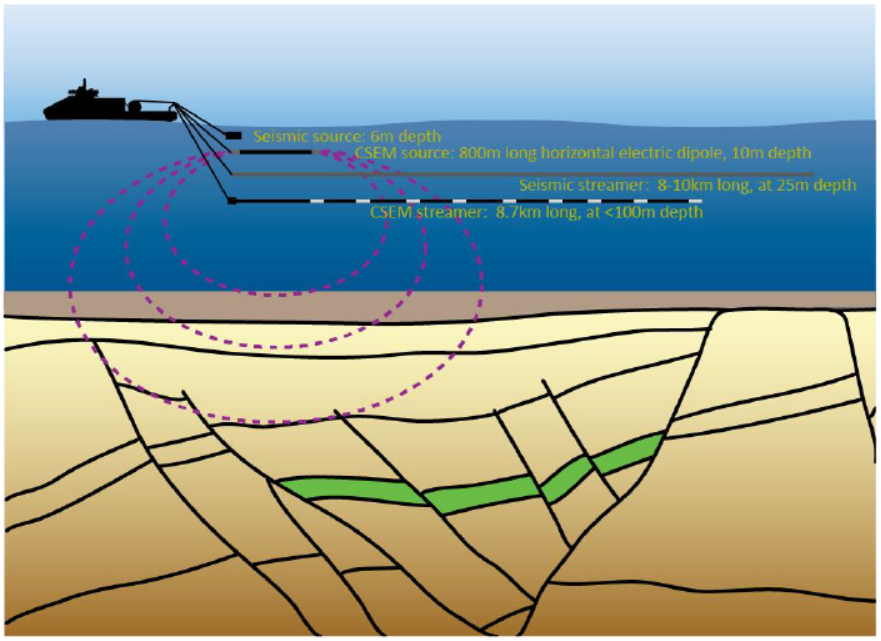 Seismic source: 6m depth
CSEM source: 800m long horizontal electric dipole, 10m depth
Seismic streamer: 8-10km long, at 25m depth
CSEM streamer: 8.7km long, at <100m depth